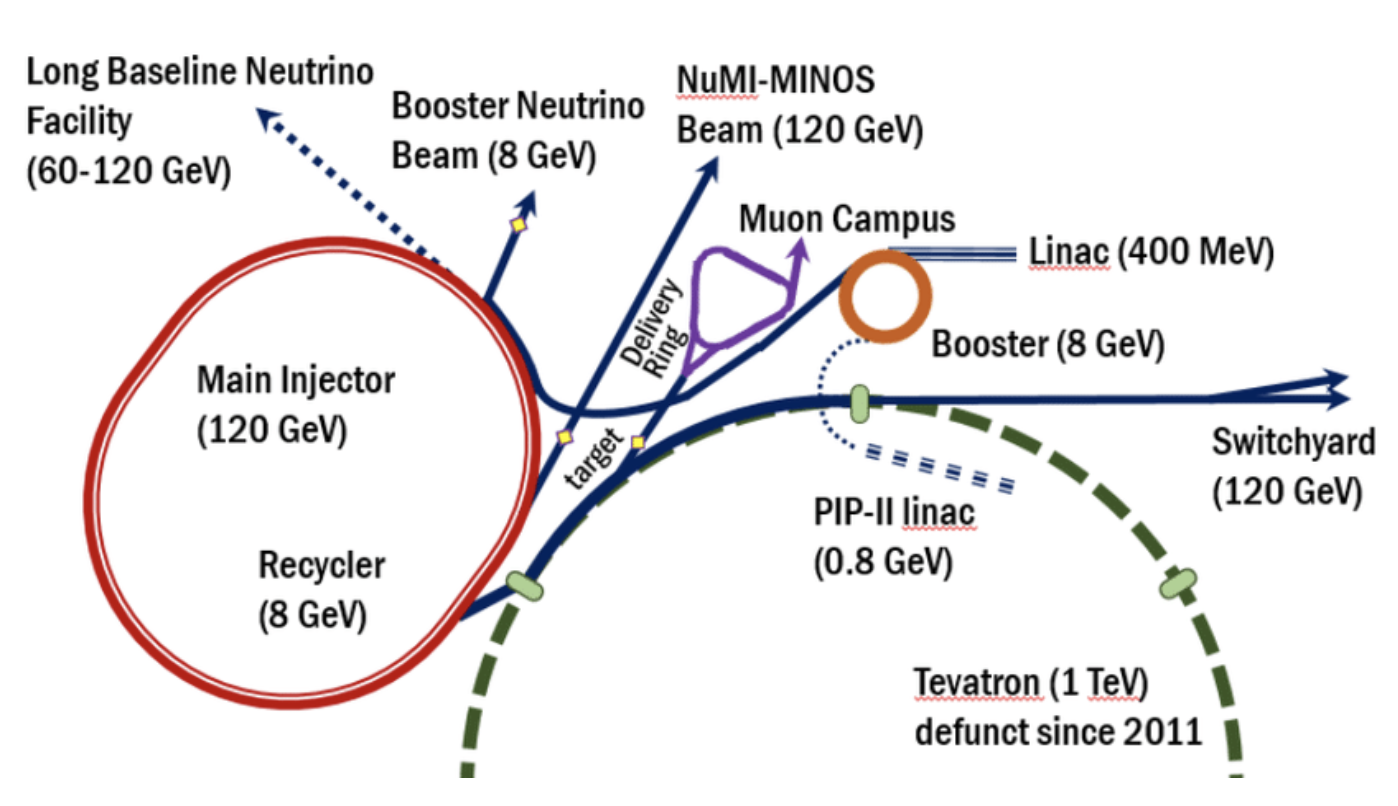 Long Baseline Neutrino
Facility
(60-120 GeV)
Booster Neutrino
Beam (8 GeV)
NuMI-MINOS
Beam (120 GeV)
Muon Campus
Linac (400 MeV)
Delivery
Ring
Booster (8 GeV)
Main Injector
(120 GeV)
target
Switchyard
(120 GeV)
PIP-II linac
(0.8 GeV)
Recycler
(8 GeV)
Tevatron (1 TeV)
defunct since 2011